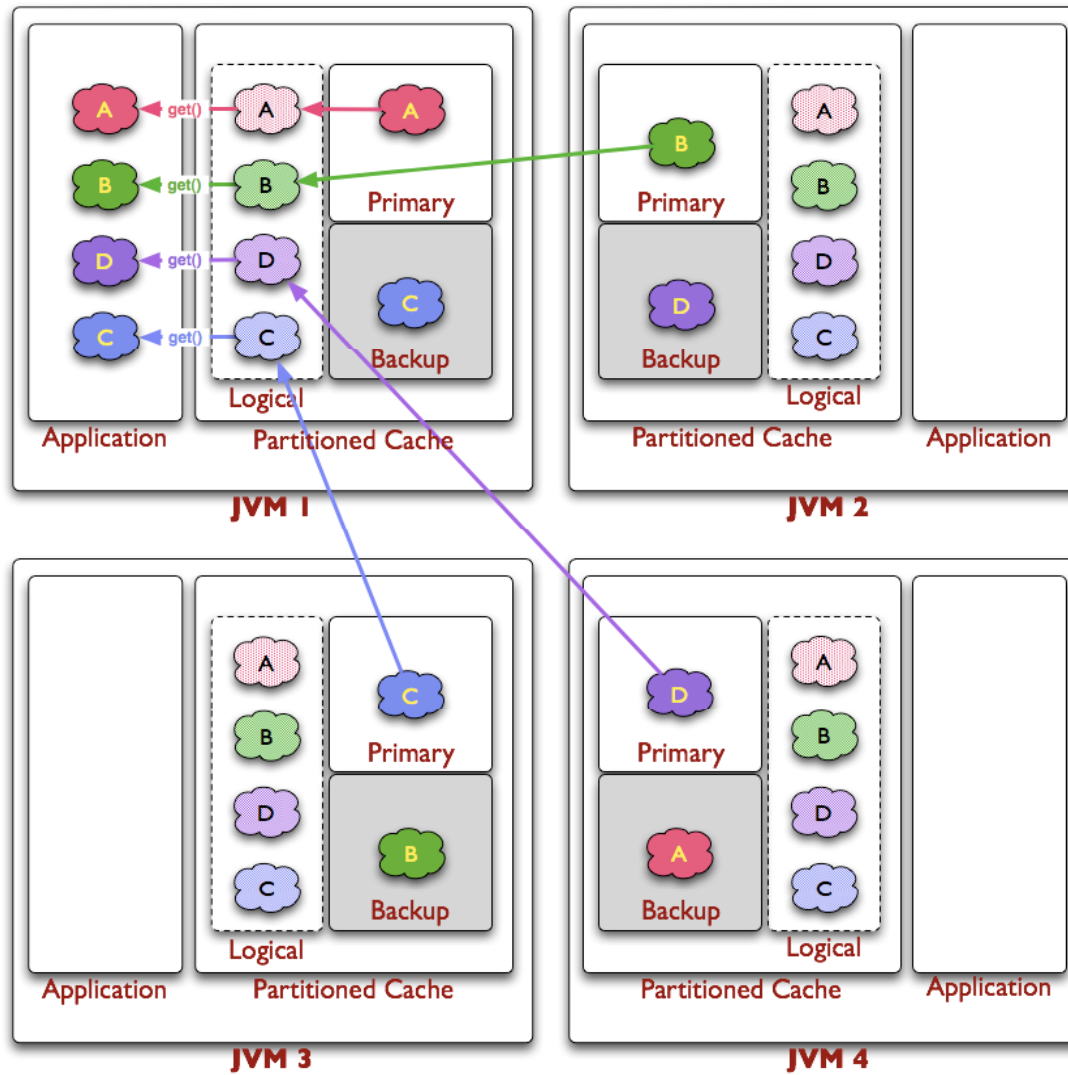 A get() A A
B get() B
Primary
D get() D
C get() C
C
Backup
Logical
Application
Partitioned Cache
JVM 1
A
B
B
Primary
D
D
C
Backup
Logical
Partitioned Cache
Application
JVM 2
A
C
B
Primary
D
B
C
Backup
Logical
Application
Partitioned Cache
JVM 3
A
D
B
Primary
D
A
C
Backup
Logical
Partitioned Cache
Application
JVM 4